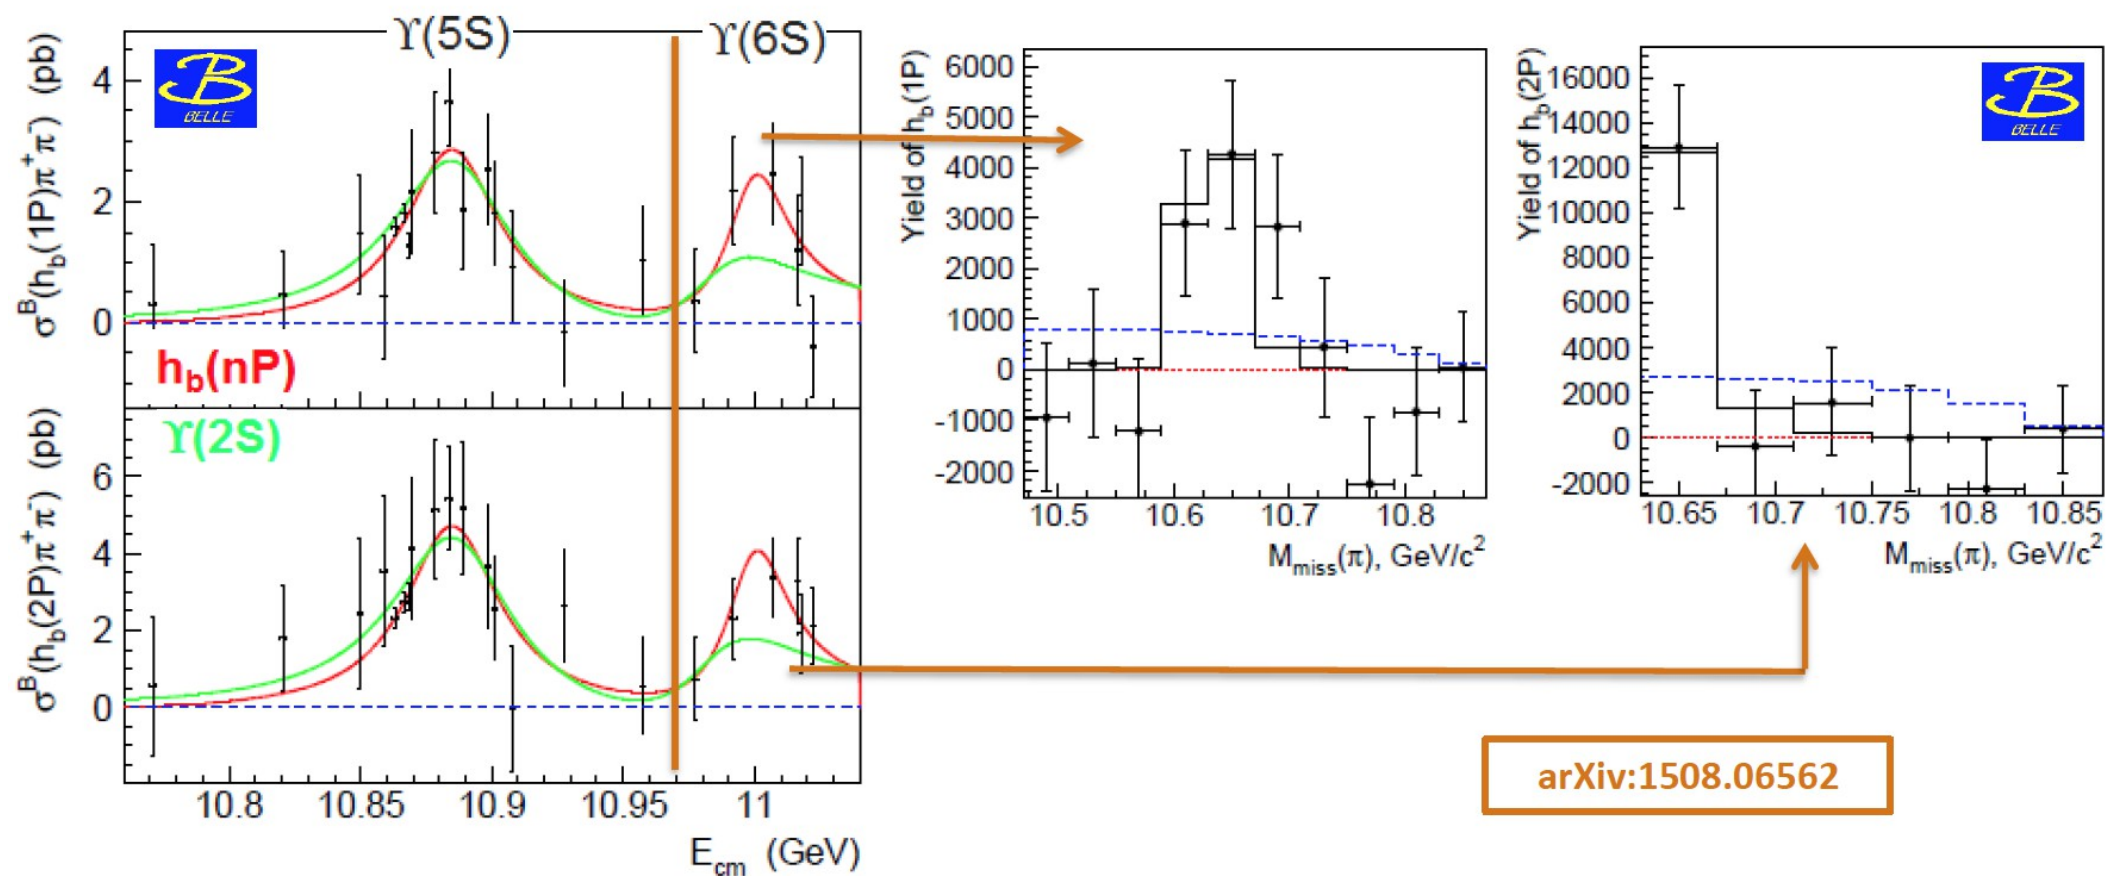 ϒ(5S)
ϒ(6S)
σᴮ(h_b(1P)π⁺π⁻) (pb)
4
2
0
BELLE
h_b(nP)
σᴮ(h_b(2P)π⁺π⁻) (pb)
6
4
2
0
ϒ(2S)
10.8 10.85 10.9 10.95 11
E_cm (GeV)
Yield of h_b(1P)
6000
5000
4000
3000
2000
1000
0
-1000
-2000
10.5 10.6 10.7 10.8
M_miss(π), GeV/c²
Yield of h_b(2P)
16000
14000
12000
10000
8000
6000
4000
2000
0
-2000
BELLE
10.65 10.7 10.75 10.8 10.85
M_miss(π), GeV/c²
arXiv:1508.06562